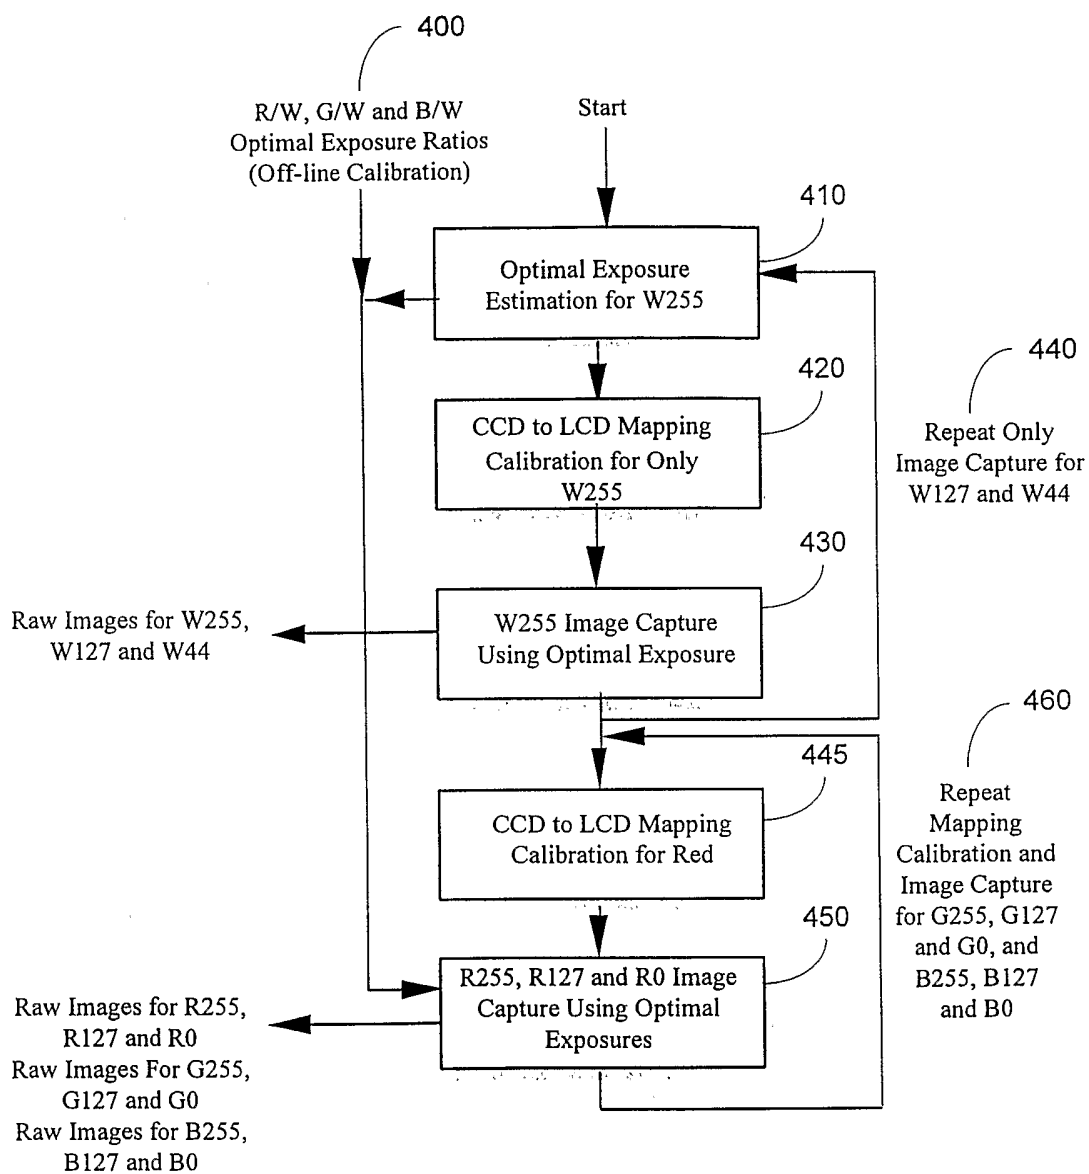 400
R/W, G/W and B/W
Optimal Exposure Ratios
(Off-line Calibration)
Start
410
Optimal Exposure
Estimation for W255
420
CCD to LCD Mapping
Calibration for Only
W255
440
Repeat Only
Image Capture for
W127 and W44
430
W255 Image Capture
Using Optimal Exposure
Raw Images for W255,
W127 and W44
445
CCD to LCD Mapping
Calibration for Red
460
Repeat
Mapping
Calibration and
Image Capture
for G255, G127
and G0, and
B255, B127
and B0
450
R255, R127 and R0 Image
Capture Using Optimal
Exposures
Raw Images for R255,
R127 and R0
Raw Images For G255,
G127 and G0
Raw Images for B255,
B127 and B0